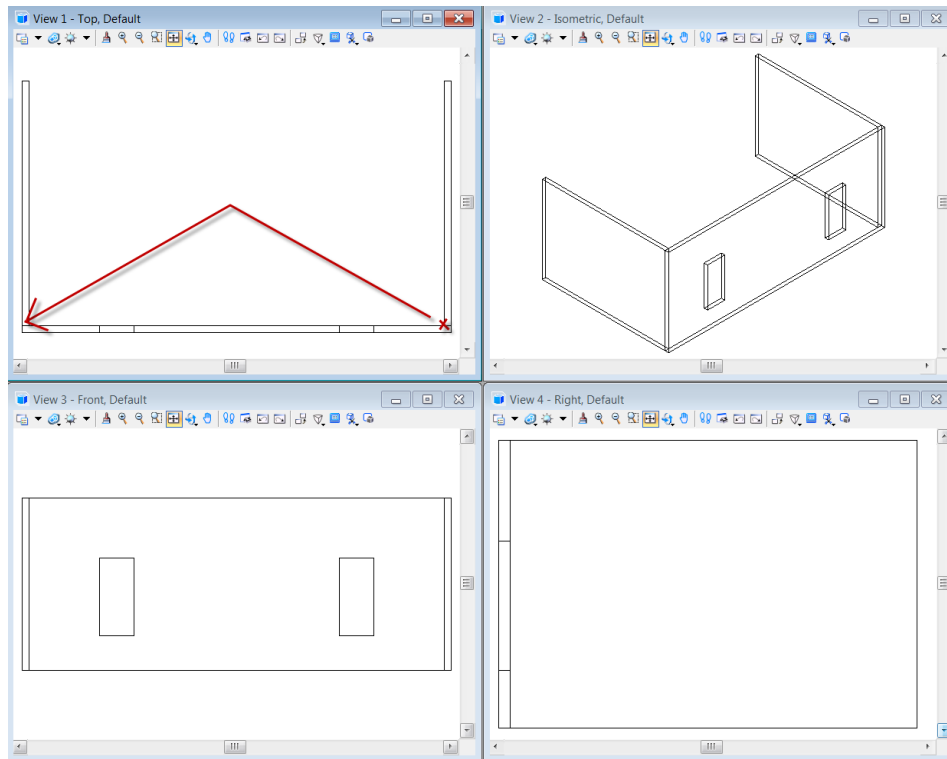 View 1 - Top, Default
View 2 - Isometric, Default
View 3 - Front, Default
View 4 - Right, Default